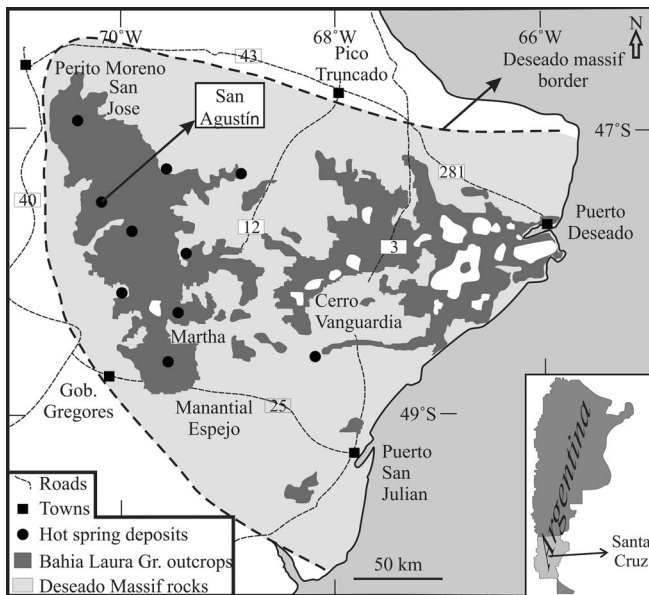 70°W
68°W
66°W
N
43
Pico
Truncado
Deseado massif
border
Perito Moreno
San
Jose
San
Agustín
47°S
281
40
12
3
Puerto
Deseado
Cerro
Vanguardia
Martha
Gob.
Gregores
Manantial
Espejo
25
49°S
Puerto
San
Julian
Argentina
Santa
Cruz
Roads
Towns
Hot spring deposits
Bahia Laura Gr. outcrops
Deseado Massif rocks
50 km